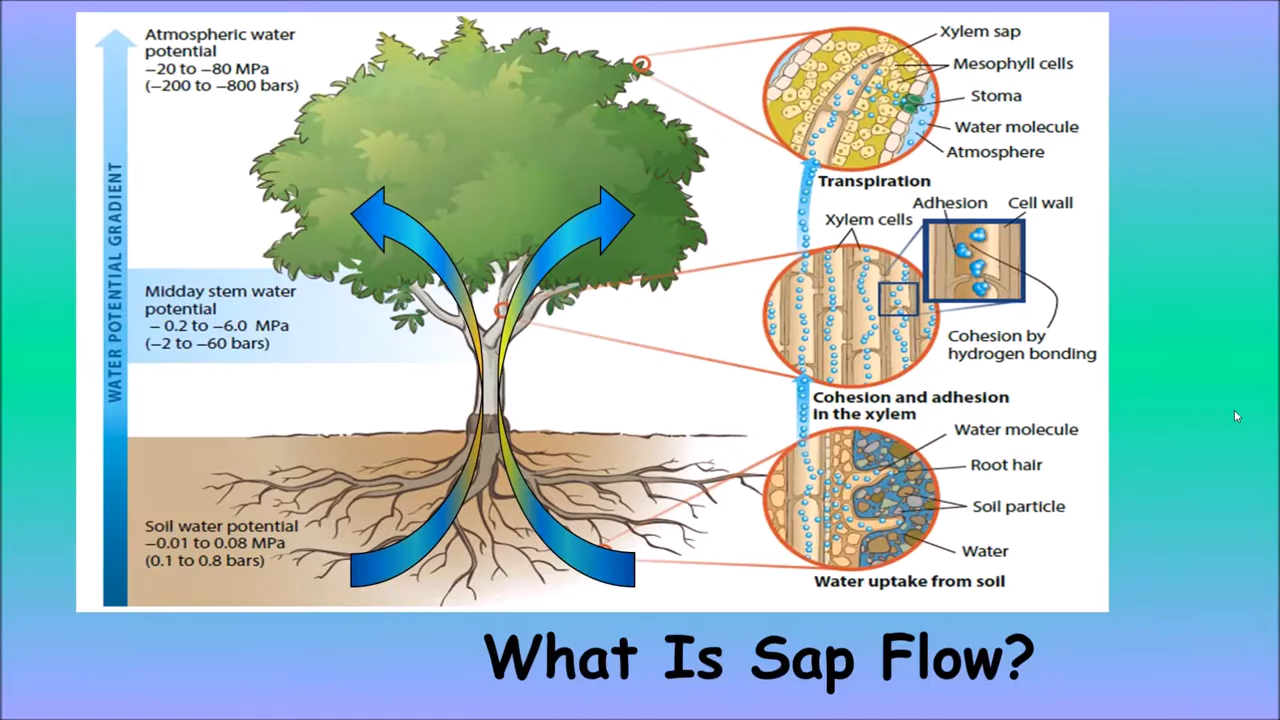 Atmospheric water
potential
−20 to −80 MPa
(−200 to −800 bars)
WATER POTENTIAL GRADIENT
Midday stem water
potential
− 0.2 to −6.0 MPa
(−2 to −60 bars)
Soil water potential
−0.01 to 0.08 MPa
(0.1 to 0.8 bars)
Xylem sap
Mesophyll cells
Stoma
Water molecule
Atmosphere
Transpiration
Adhesion
Cell wall
Xylem cells
Cohesion by
hydrogen bonding
Cohesion and adhesion
in the xylem
Water molecule
Root hair
Soil particle
Water
Water uptake from soil
What Is Sap Flow?